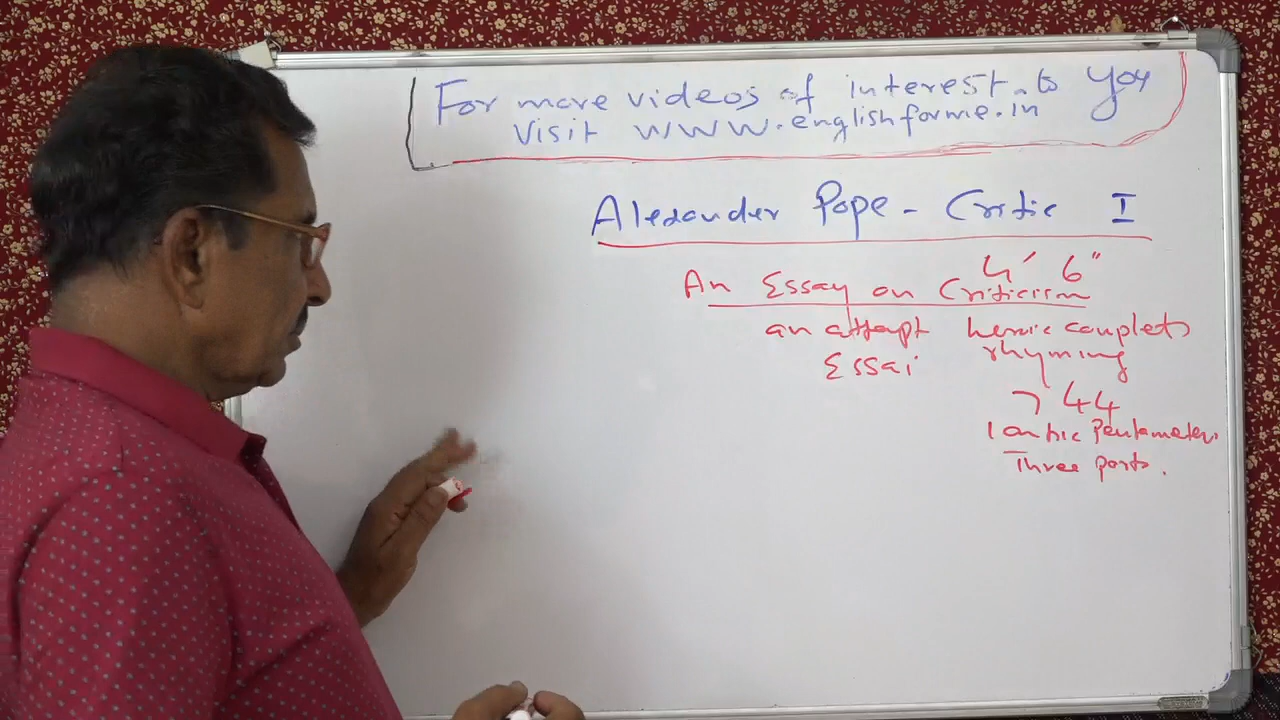 For more videos of interest to you
Visit www.englishforme.in
Alexander Pope - Critic I
4' 6"
An Essay on Criticism
an attempt heroic couplets
Essai rhyming
744
Iambic Pentameter.
Three parts.